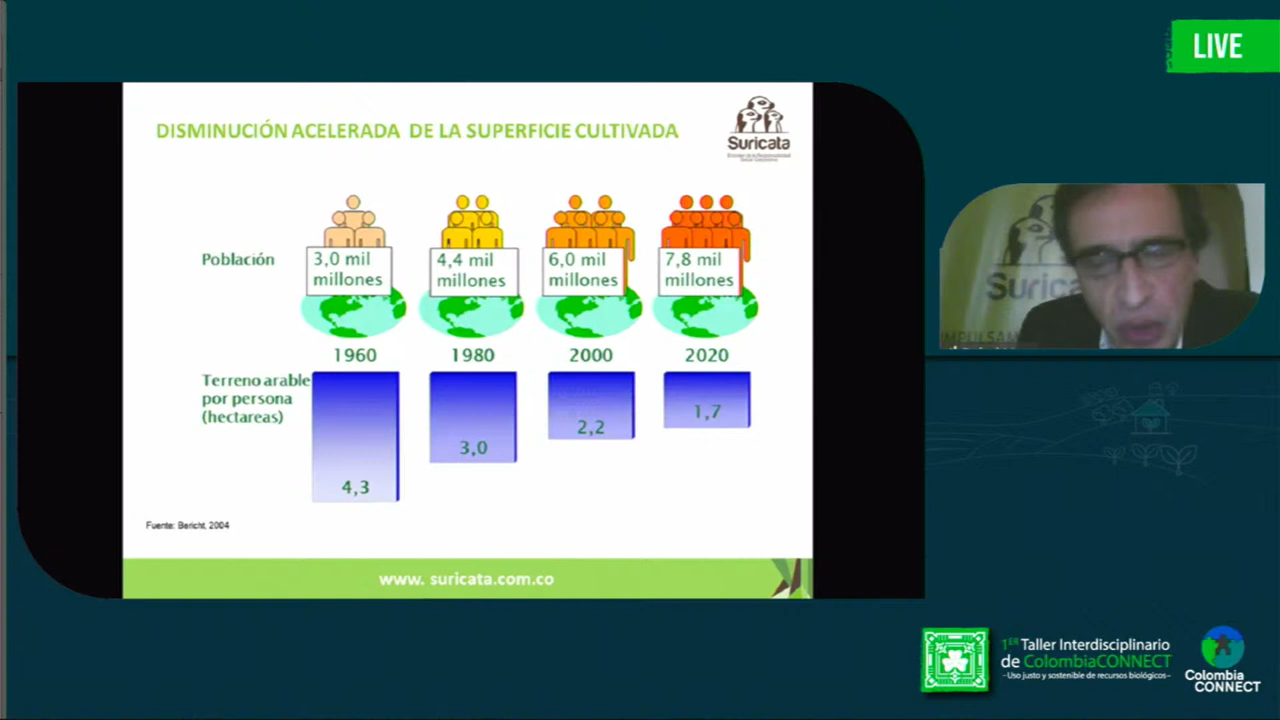 LIVE
DISMINUCIÓN ACELERADA DE LA SUPERFICIE CULTIVADA
Suricata
Población
3,0 mil
millones
4,4 mil
millones
6,0 mil
millones
7,8 mil
millones
1960
1980
2000
2020
Terreno arable
por persona
(hectareas)
4,3
3,0
2,2
1,7
Fuente: Bericht, 2004
www. suricata.com.co
1ER Taller Interdisciplinario
de ColombiaCONNECT
-Uso justo y sostenible de recursos biológicos-
Colombia
CONNECT